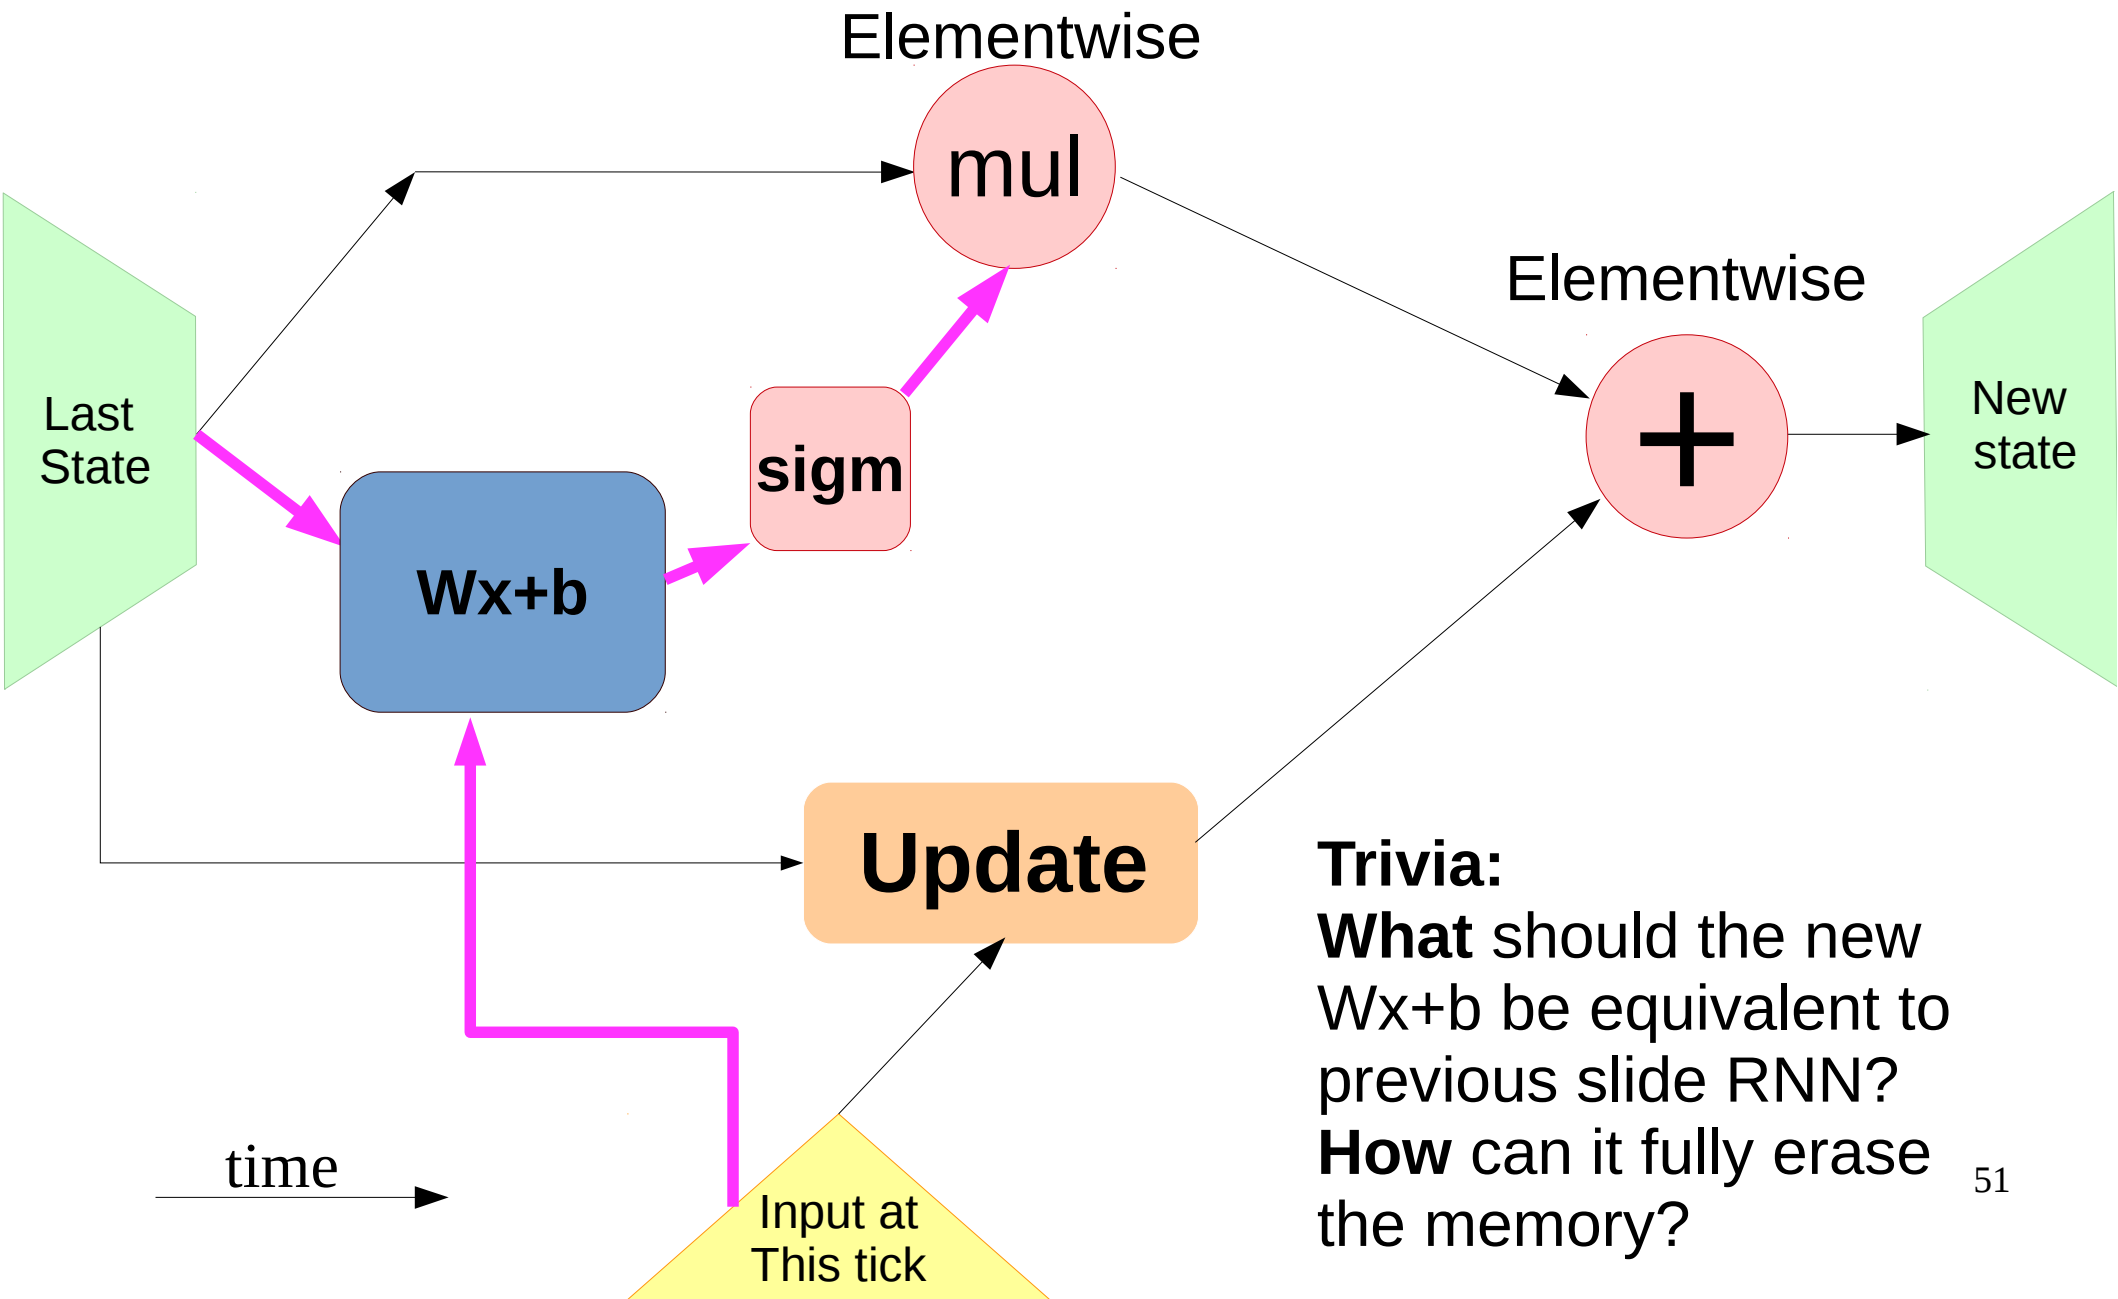 Elementwise
mul
Elementwise
+
Last
State
New
state
sigm
Wx+b
Update
Trivia:
What should the new
Wx+b be equivalent to
previous slide RNN?
How can it fully erase
the memory?
time
Input at
This tick
51